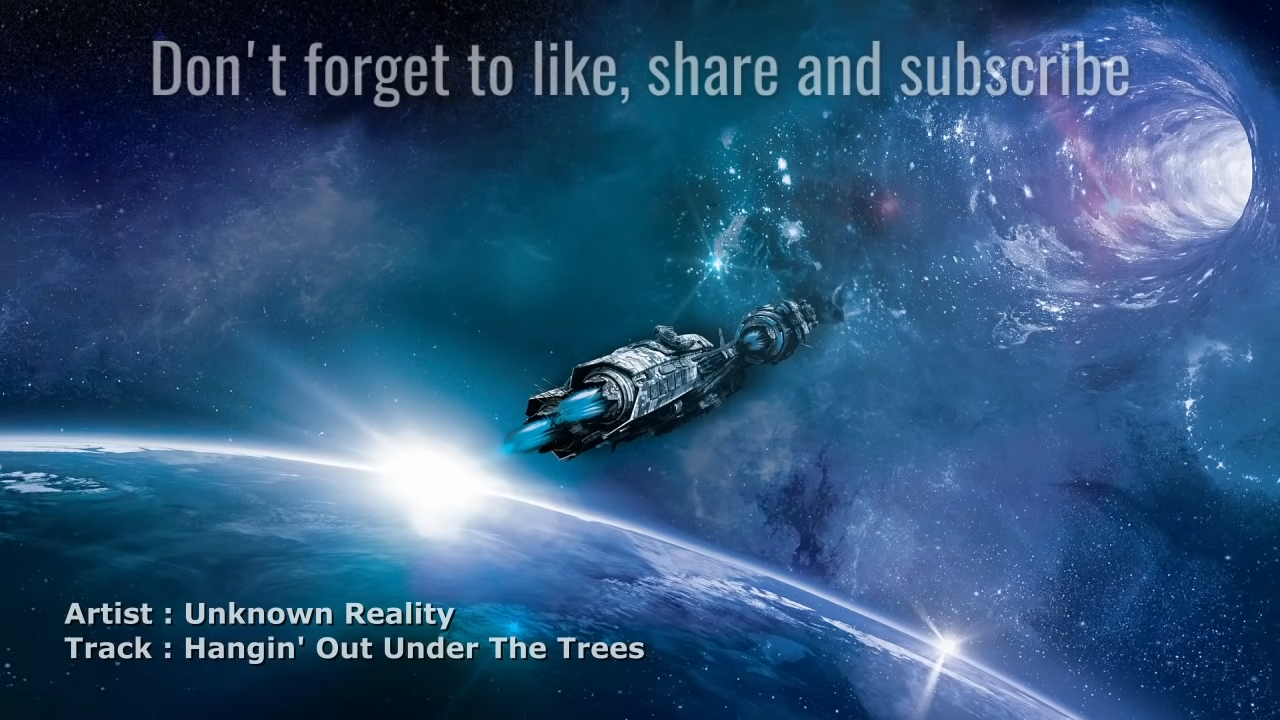 Don't forget to like, share and subscribe
Artist : Unknown Reality
Track : Hangin' Out Under The Trees